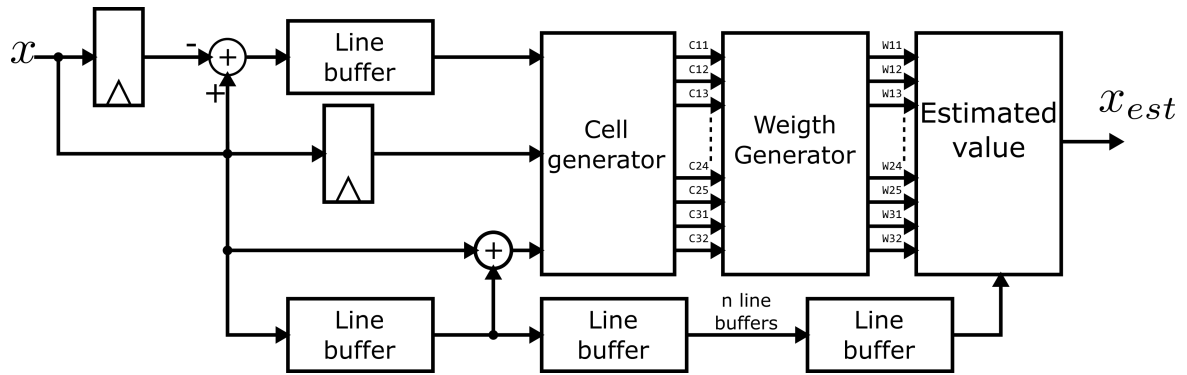 x
-
+
+
Line
buffer
Cell
generator
C11
C12
C13
C24
C25
C31
C32
Weigth
Generator
W11
W12
W13
W24
W25
W31
W32
Estimated
value
x_est
+
Line
buffer
Line
buffer
n line
buffers
Line
buffer